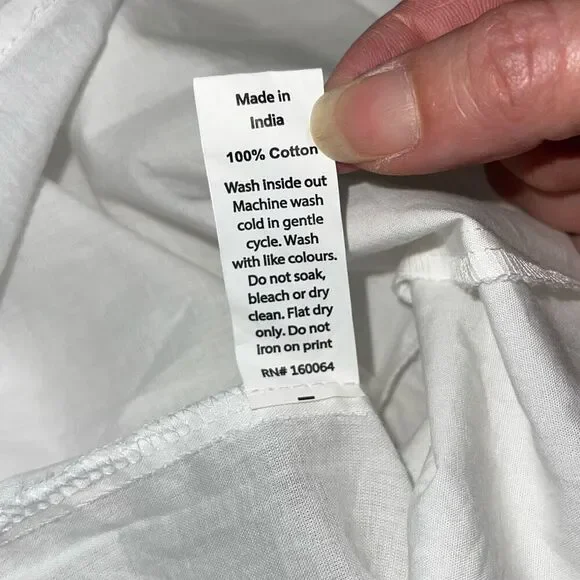 Made in
India
100% Cotton
Wash inside out
Machine wash
cold in gentle
cycle. Wash
with like colours.
Do not soak,
bleach or dry
clean. Flat dry
only. Do not
iron on print
RN# 160064